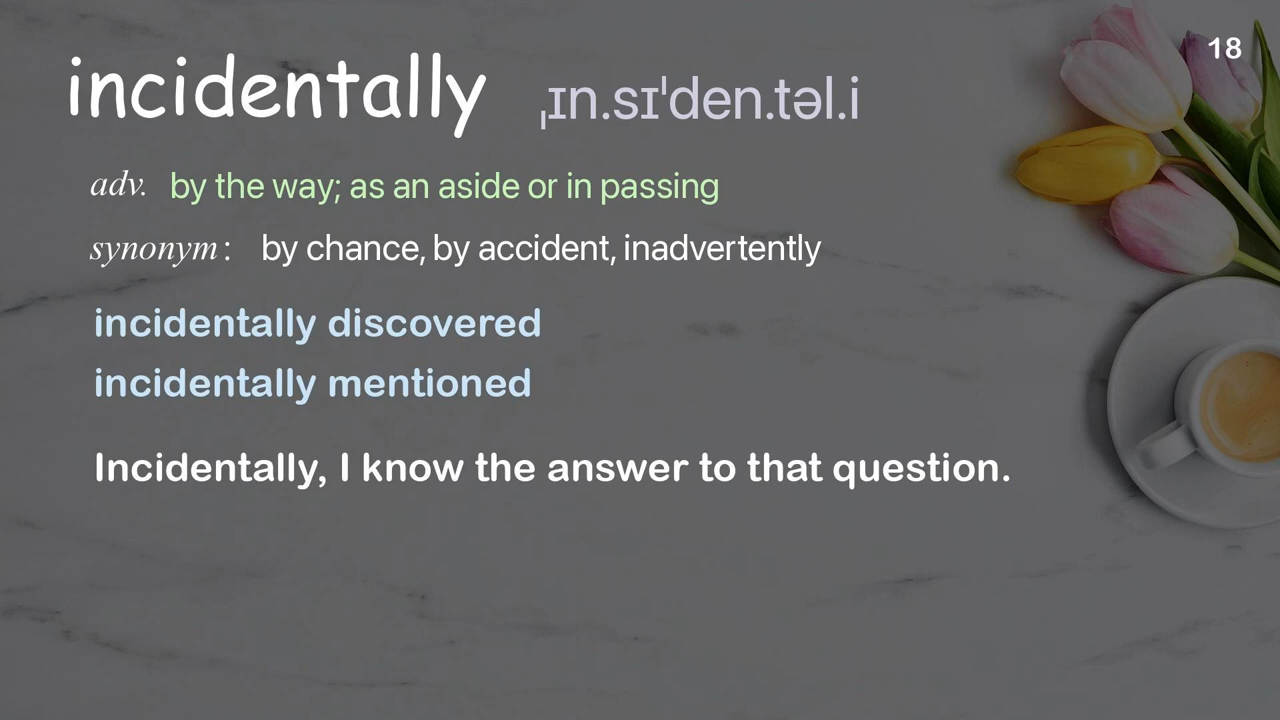 18
incidentally ˌɪn.sɪˈden.təl.i
adv. by the way; as an aside or in passing
synonym: by chance, by accident, inadvertently
incidentally discovered
incidentally mentioned
Incidentally, I know the answer to that question.